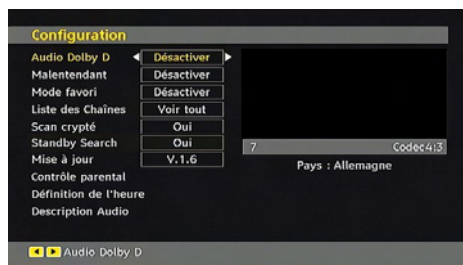 Configuration
Audio Dolby D Désactiver
Malentendant Désactiver
Mode favori Désactiver
Liste des Chaînes Voir tout
Scan crypté Oui
Standby Search Oui
Mise à jour V.1.6
Contrôle parental
Définition de l'heure
Description Audio
7 Codec4:3
Pays : Allemagne
Audio Dolby D